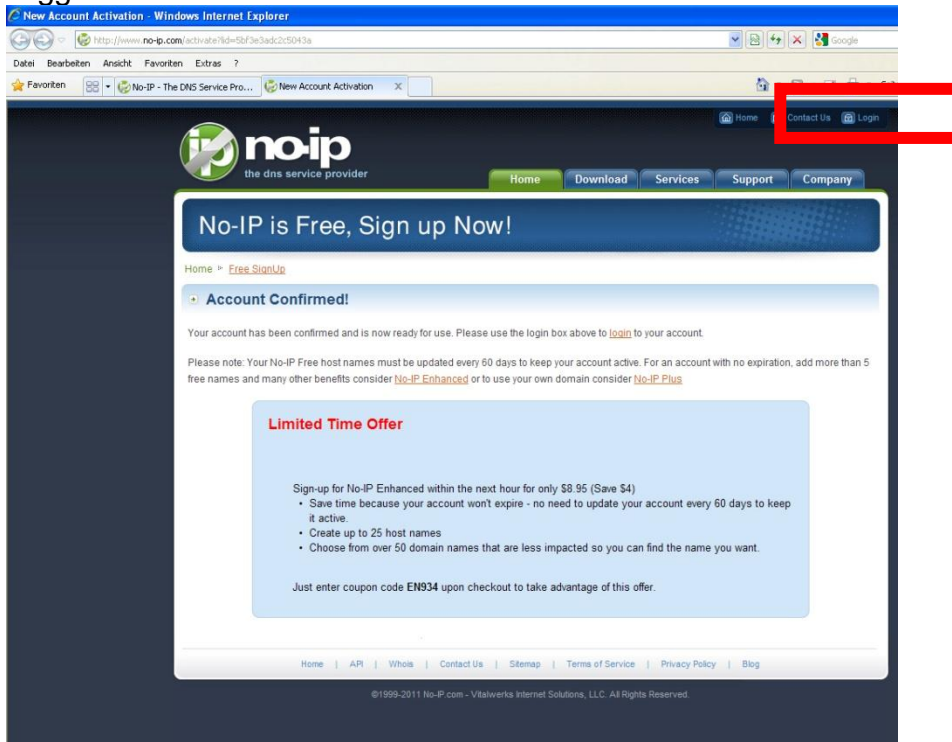 New Account Activation - Windows Internet Explorer
http://www.no-ip.com/activate?lid=5bf3e3adc2c5043a
Google
Datei Bearbeiten Ansicht Favoriten Extras ?
Favoriten No-IP - The DNS Service Pro... New Account Activation X
Home Contact Us Login
no-ip
the dns service provider
Home Download Services Support Company
No-IP is Free, Sign up Now!
Home Free SignUp
Account Confirmed!
Your account has been confirmed and is now ready for use. Please use the login box above to login to your account.
Please note: Your No-IP Free host names must be updated every 60 days to keep your account active. For an account with no expiration, add more than 5
free names and many other benefits consider No-IP Enhanced or to use your own domain consider No-IP Plus
Limited Time Offer
Sign-up for No-IP Enhanced within the next hour for only $8.95 (Save $4)
• Save time because your account won't expire - no need to update your account every 60 days to keep
it active.
• Create up to 25 host names
• Choose from over 50 domain names that are less impacted so you can find the name you want.
Just enter coupon code EN934 upon checkout to take advantage of this offer.
Home | API | Whois | Contact Us | Sitemap | Terms of Service | Privacy Policy | Blog
©1999-2011 No-IP.com - Vitalwerks Internet Solutions, LLC. All Rights Reserved.